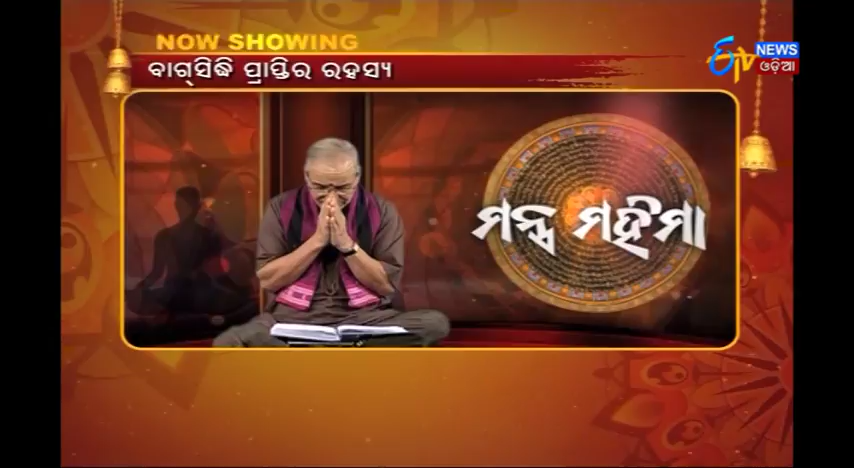 NOW SHOWING
ବାଗ୍‌ସିଦ୍ଧି ପ୍ରାପ୍ତିର ରହସ୍ୟ
ETV NEWS
ଓଡ଼ିଆ
ମନ୍ତ୍ର ମହିମା